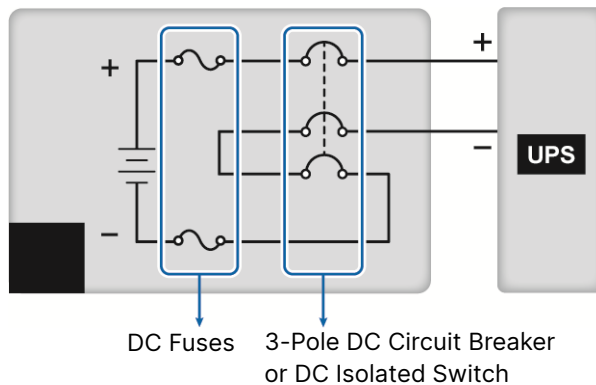 +
+
−
UPS
−
DC Fuses
3-Pole DC Circuit Breaker
or DC Isolated Switch